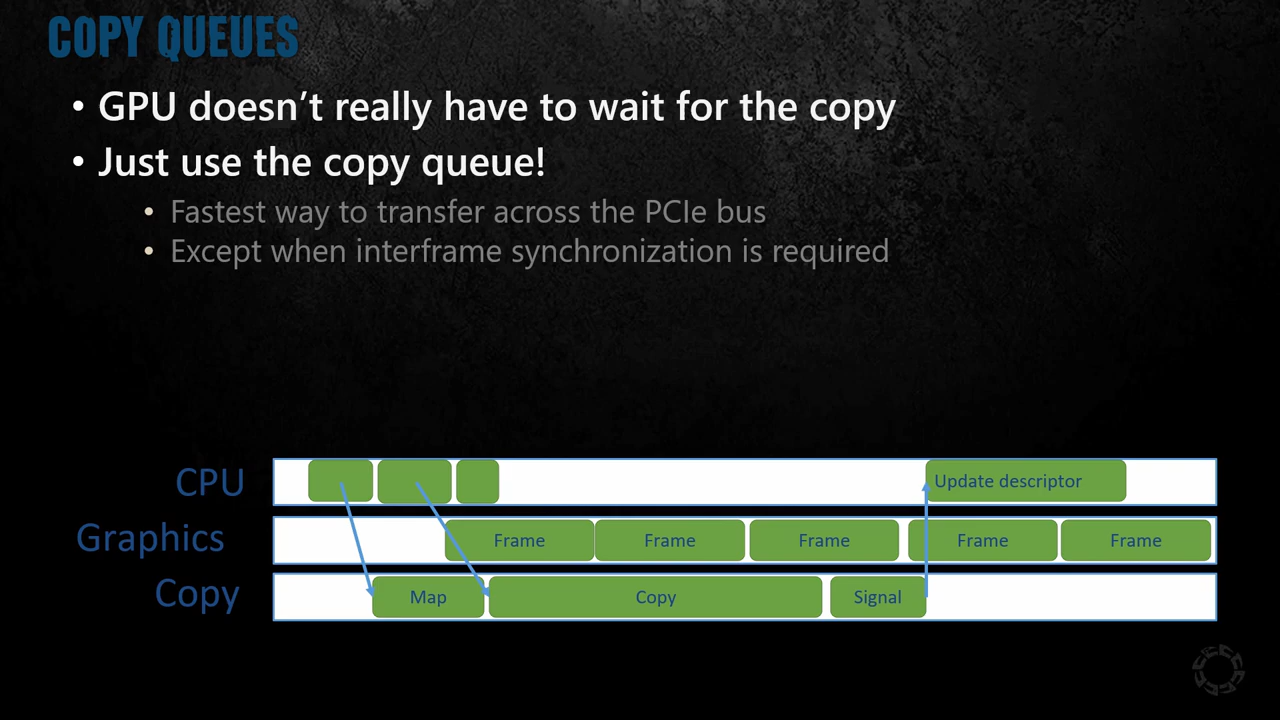 COPY QUEUES
• GPU doesn’t really have to wait for the copy
• Just use the copy queue!
• Fastest way to transfer across the PCIe bus
• Except when interframe synchronization is required
CPU
Update descriptor
Graphics
Frame
Frame
Frame
Frame
Frame
Copy
Map
Copy
Signal